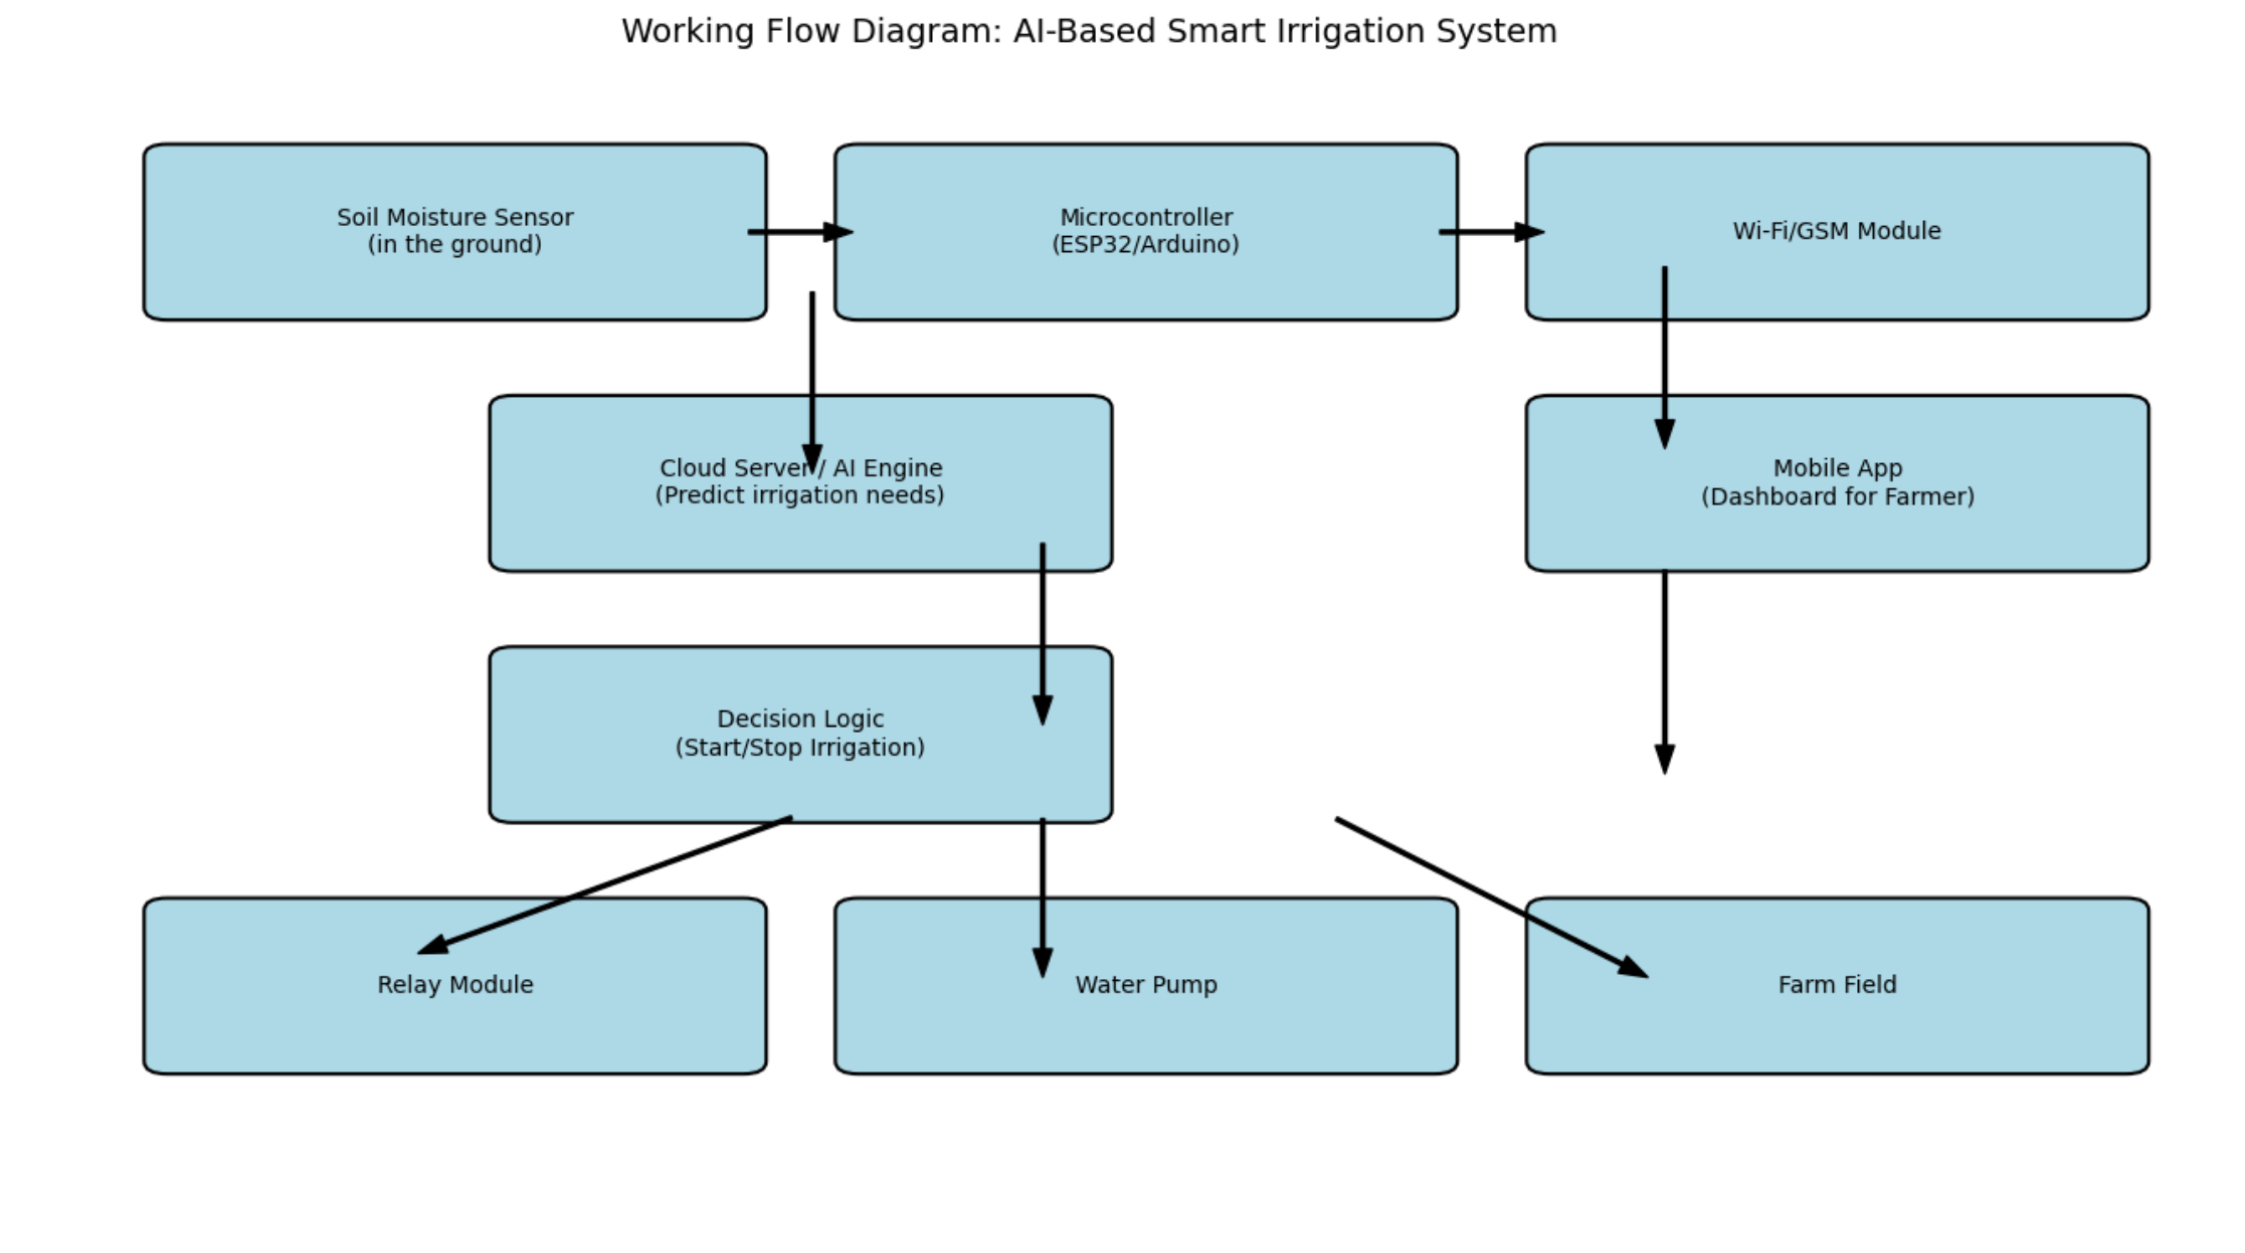 Working Flow Diagram: AI-Based Smart Irrigation System
Soil Moisture Sensor
(in the ground)
Microcontroller
(ESP32/Arduino)
Wi-Fi/GSM Module
Cloud Server / AI Engine
(Predict irrigation needs)
Mobile App
(Dashboard for Farmer)
Decision Logic
(Start/Stop Irrigation)
Relay Module
Water Pump
Farm Field